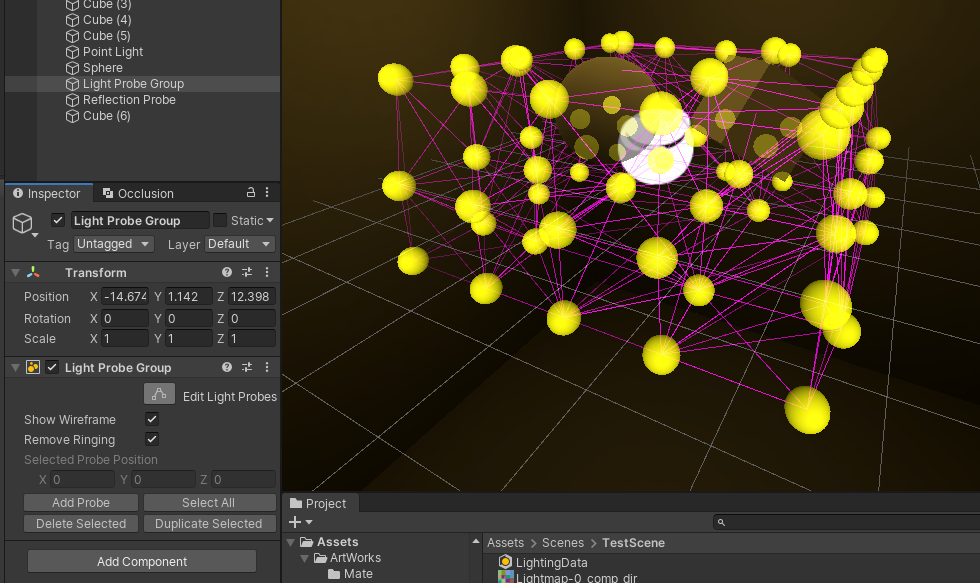 Cube (3)
Cube (4)
Cube (5)
Point Light
Sphere
Light Probe Group
Reflection Probe
Cube (6)
Inspector
Occlusion
Light Probe Group
Static
Tag Untagged Layer Default
Transform
Position X -14.674 Y 1.142 Z 12.398
Rotation X 0 Y 0 Z 0
Scale X 1 Y 1 Z 1
Light Probe Group
Edit Light Probes
Show Wireframe
Remove Ringing
Selected Probe Position
X 0 Y 0 Z 0
Add Probe Select All
Delete Selected Duplicate Selected
Add Component
Project
Assets
ArtWorks
Mate
Assets > Scenes > TestScene
LightingData
Lightmap-0_comp_dir